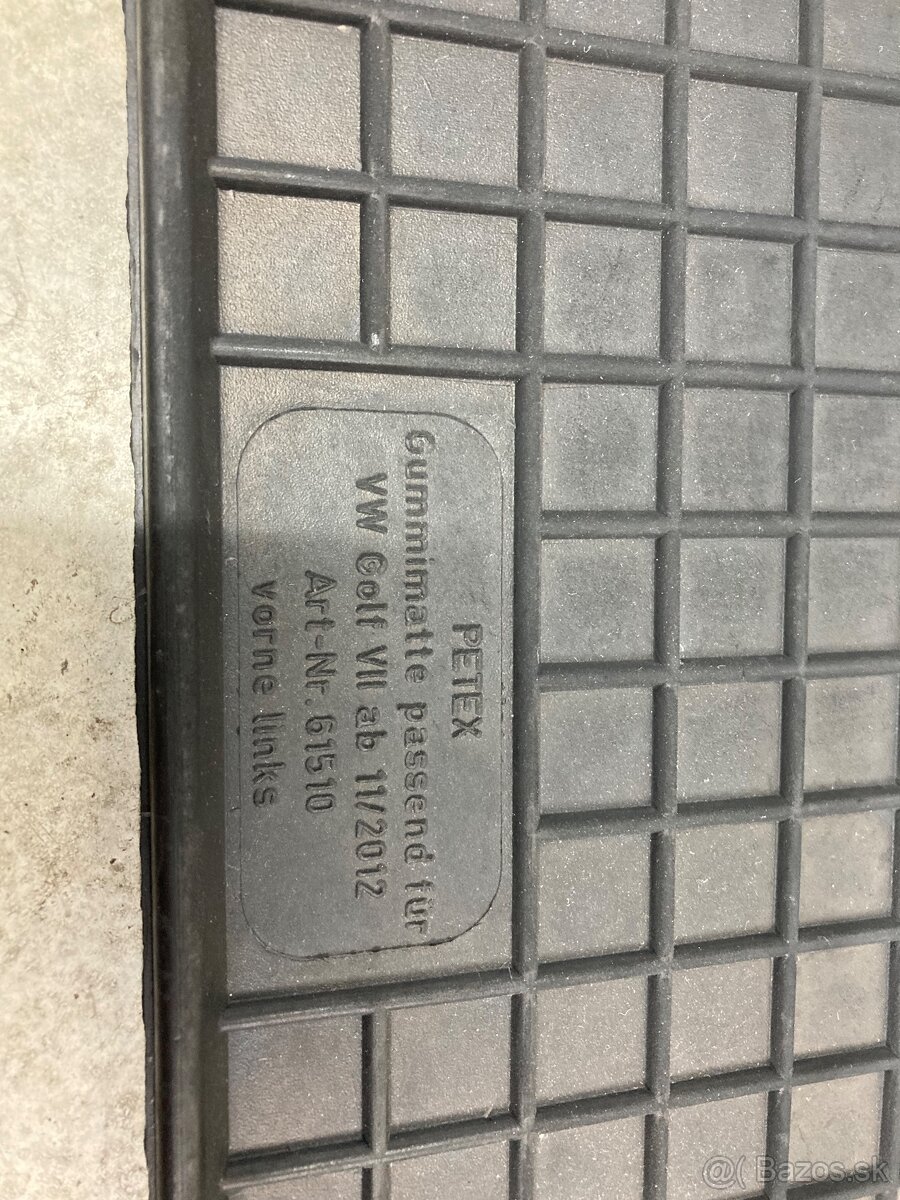 PETEX
Gummimatte passend für
VW Golf VII ab 11/2012
Art-Nr.61510
vorne links
@( Bazos.sk